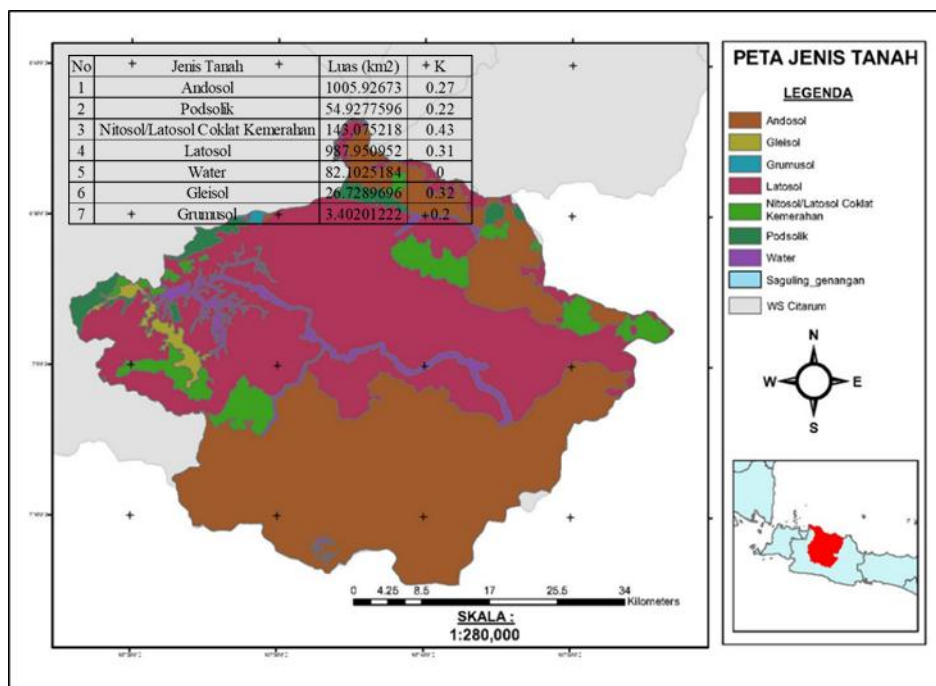 No Jenis Tanah Luas (km2) K
1 Andosol 1005.92673 0.27
2 Podsolik 54.9277596 0.22
3 Nitosol/Latosol Coklat Kemerahan 143.075218 0.43
4 Latosol 987.950952 0.31
5 Water 82.1025184 0
6 Gleisol 26.7289696 0.32
7 Grumusol 3.40201222 0.2
0 4.25 8.5 17 25.5 34
Kilometers
SKALA :
1:280,000
PETA JENIS TANAH
LEGENDA
Andosol
Gleisol
Grumusol
Latosol
Nitosol/Latosol Coklat
Kemerahan
Podsolik
Water
Saguling_genangan
WS Citarum
N
W E
S